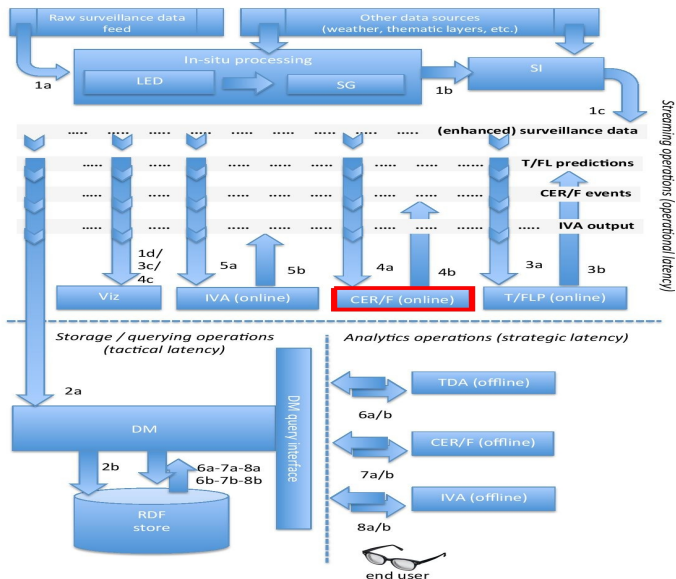 Raw surveillance data
feed
Other data sources
(weather, thematic layers, etc.)
In-situ processing
LED
SG
SI
1a
1b
1c
Streaming operations (operational latency)
..... ..... ..... ..... ..... ..... ..... ..... (enhanced) surveillance data
..... ..... ..... ..... ..... ..... ..... ..... ..... T/FL predictions
..... ..... ..... ..... ..... ..... ..... ..... ..... CER/F events
..... ..... ..... ..... ..... ..... ..... ..... ..... IVA output
1d/
3c/
4c
5a
5b
4a
4b
3a
3b
Viz
IVA (online)
CER/F (online)
T/FLP (online)
Storage / querying operations
(tactical latency)
Analytics operations (strategic latency)
2a
DM
DM query interface
2b
6a-7a-8a
6b-7b-8b
RDF
store
TDA (offline)
6a/b
CER/F (offline)
7a/b
IVA (offline)
8a/b
end user